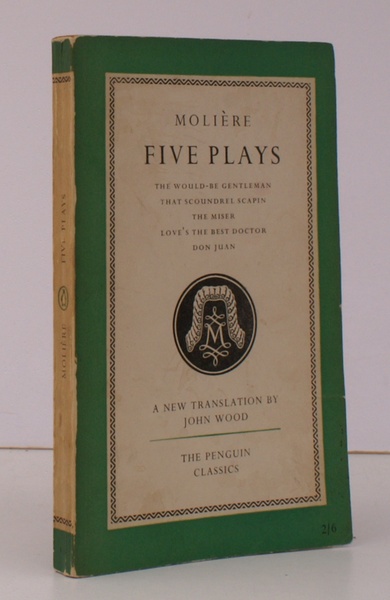 MOLIÈRE
FIVE PLAYS
THE WOULD-BE GENTLEMAN
THAT SCOUNDREL SCAPIN
THE MISER
LOVE'S THE BEST DOCTOR
DON JUAN
M
A NEW TRANSLATION BY
JOHN WOOD
THE PENGUIN
CLASSICS
2/6
MOLIÈRE FIVE PLAYS